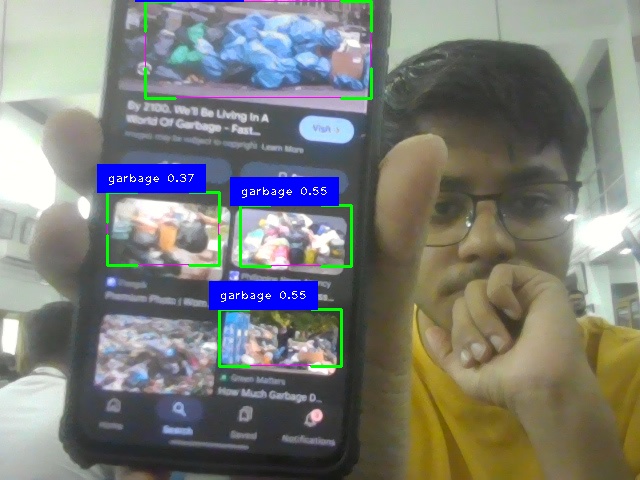 By 2100, We'll Be Living In A
World Of Garbage - Fast...
Visit >
Images may be subject to copyright. Learn More
garbage 0.37
garbage 0.55
Freepik
Premium Photo |
garbage 0.55
Green Matters
How Much Garbage D...
Home
Search
Saved
Notifications